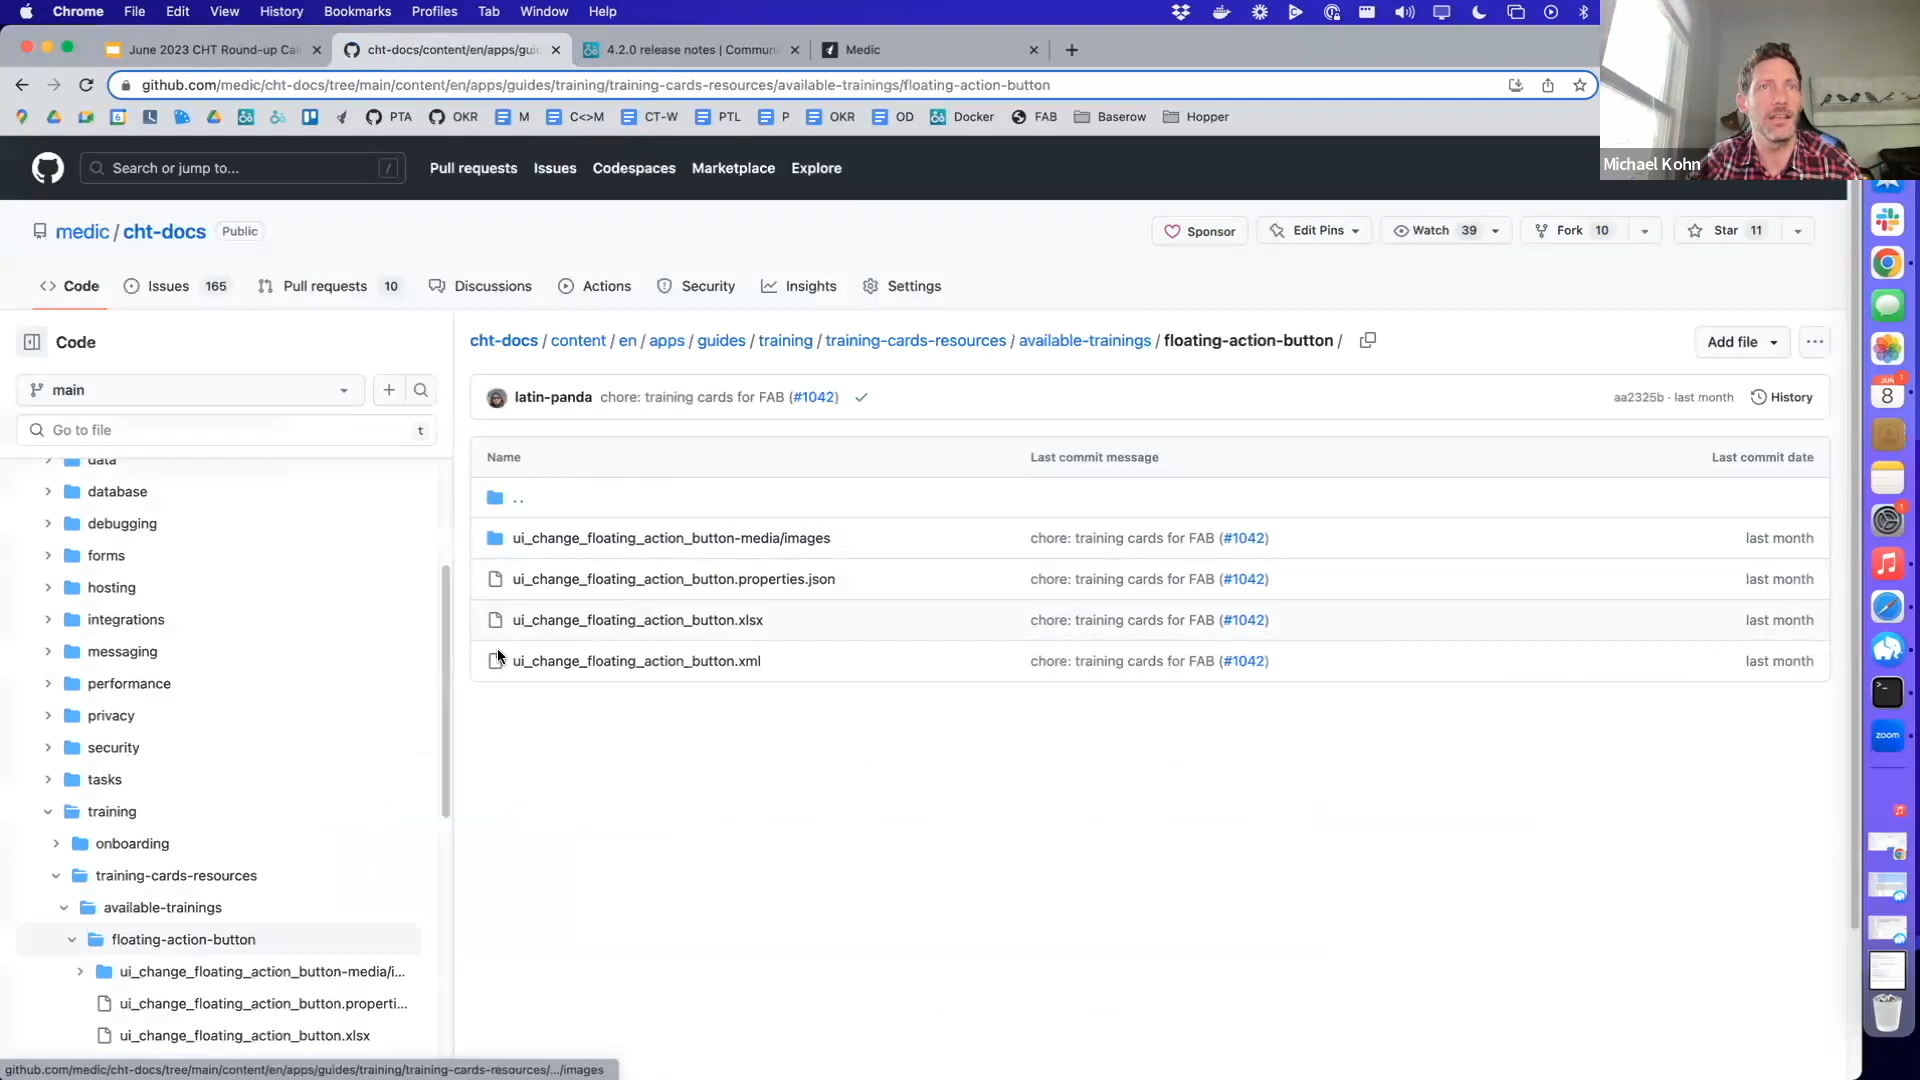 Chrome File Edit View History Bookmarks Profiles Tab Window Help
June 2023 CHT Round-up Ca
cht-docs/content/en/apps/gui
4.2.0 release notes | Commun
Medic
github.com/medic/cht-docs/tree/main/content/en/apps/guides/training/training-cards-resources/available-trainings/floating-action-button
PTA OKR M C<>M CT-W PTL P OKR OD Docker FAB Baserow Hopper
Michael Kohn
Search or jump to... /
Pull requests Issues Codespaces Marketplace Explore
medic / cht-docs Public
Sponsor Edit Pins Watch 39 Fork 10 Star 11
Code Issues 165 Pull requests 10 Discussions Actions Security Insights Settings
Code
cht-docs / content / en / apps / guides / training / training-cards-resources / available-trainings / floating-action-button /
Add file
main
latin-panda chore: training cards for FAB (#1042)
aa2325b · last month History
Go to file t
Name Last commit message Last commit date
..
ui_change_floating_action_button-media/images chore: training cards for FAB (#1042) last month
ui_change_floating_action_button.properties.json chore: training cards for FAB (#1042) last month
ui_change_floating_action_button.xlsx chore: training cards for FAB (#1042) last month
ui_change_floating_action_button.xml chore: training cards for FAB (#1042) last month
data
database
debugging
forms
hosting
integrations
messaging
performance
privacy
security
tasks
training
onboarding
training-cards-resources
available-trainings
floating-action-button
ui_change_floating_action_button-media/i...
ui_change_floating_action_button.properti...
ui_change_floating_action_button.xlsx
github.com/medic/cht-docs/tree/main/content/en/apps/guides/training/training-cards-resources/.../images
JUN
8
zoom